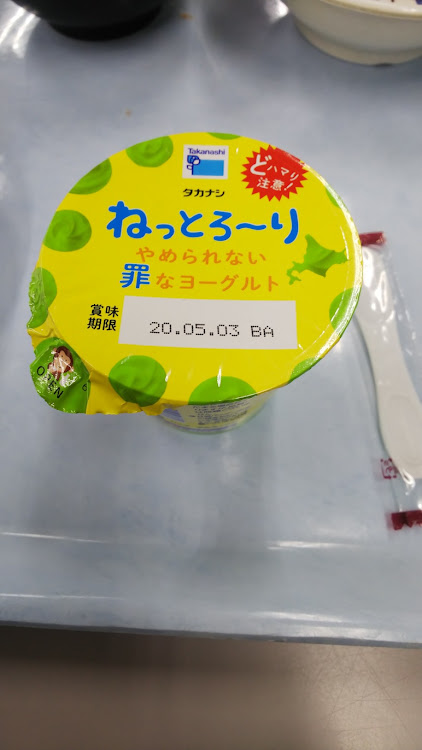 Takanashi
タカナシ
どハマり
注意!
ねっとろ〜り
やめられない
罪なヨーグルト
賞味
期限
20.05.03 BA
OPEN